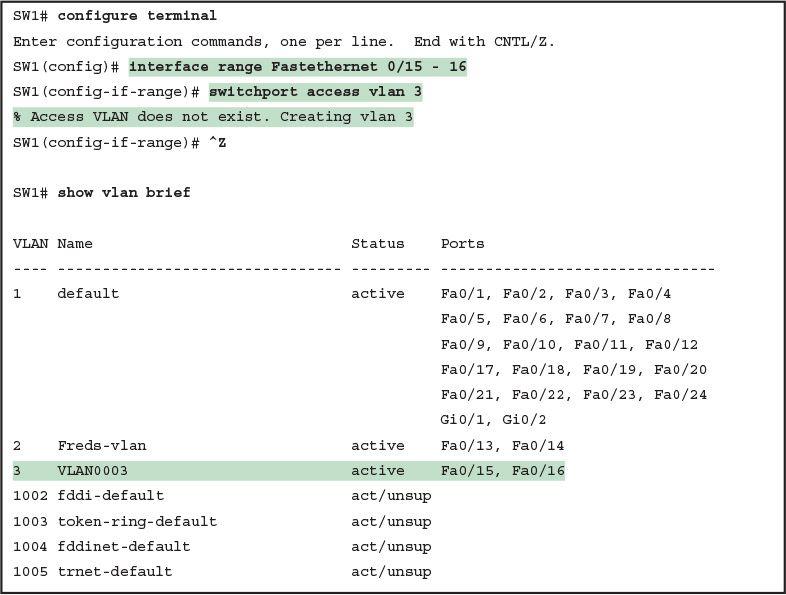 SW1# configure terminal
Enter configuration commands, one per line.  End with CNTL/Z.
SW1(config)# interface range Fastethernet 0/15 - 16
SW1(config-if-range)# switchport access vlan 3
% Access VLAN does not exist. Creating vlan 3
SW1(config-if-range)# ^Z

SW1# show vlan brief

VLAN Name                             Status    Ports
---- -------------------------------- --------- -------------------------------
1    default                          active    Fa0/1, Fa0/2, Fa0/3, Fa0/4
                                                Fa0/5, Fa0/6, Fa0/7, Fa0/8
                                                Fa0/9, Fa0/10, Fa0/11, Fa0/12
                                                Fa0/17, Fa0/18, Fa0/19, Fa0/20
                                                Fa0/21, Fa0/22, Fa0/23, Fa0/24
                                                Gi0/1, Gi0/2
2    Freds-vlan                       active    Fa0/13, Fa0/14
3    VLAN0003                         active    Fa0/15, Fa0/16
1002 fddi-default                     act/unsup
1003 token-ring-default               act/unsup
1004 fddinet-default                  act/unsup
1005 trnet-default                    act/unsup